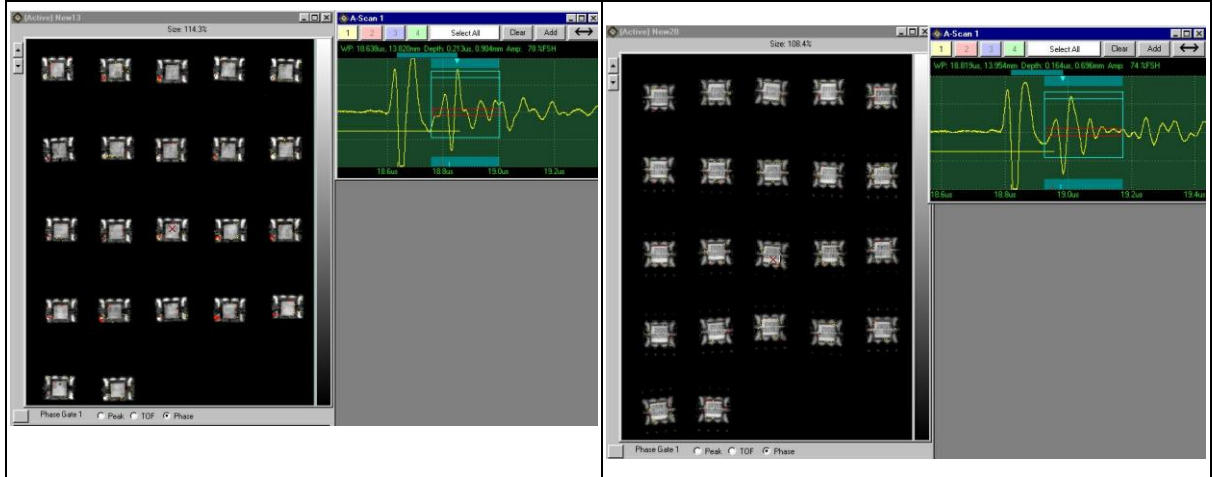 (Active) New13
Size: 114.3%
Phase Gate 1 Peak TOF Phase
A-Scan 1
1 2 3 4 Select All Clear Add
WP: 18.638us, 13.820mm Depth: 0.213us, 0.904mm Amp: 78 %FSH
18.6us 18.8us 19.0us 19.2us
(Active) New20
Size: 108.4%
Phase Gate 1 Peak TOF Phase
A-Scan 1
1 2 3 4 Select All Clear Add
WP: 18.819us, 13.954mm Depth: 0.164us, 0.696mm Amp: 74 %FSH
18.6us 18.8us 19.0us 19.2us 19.4us